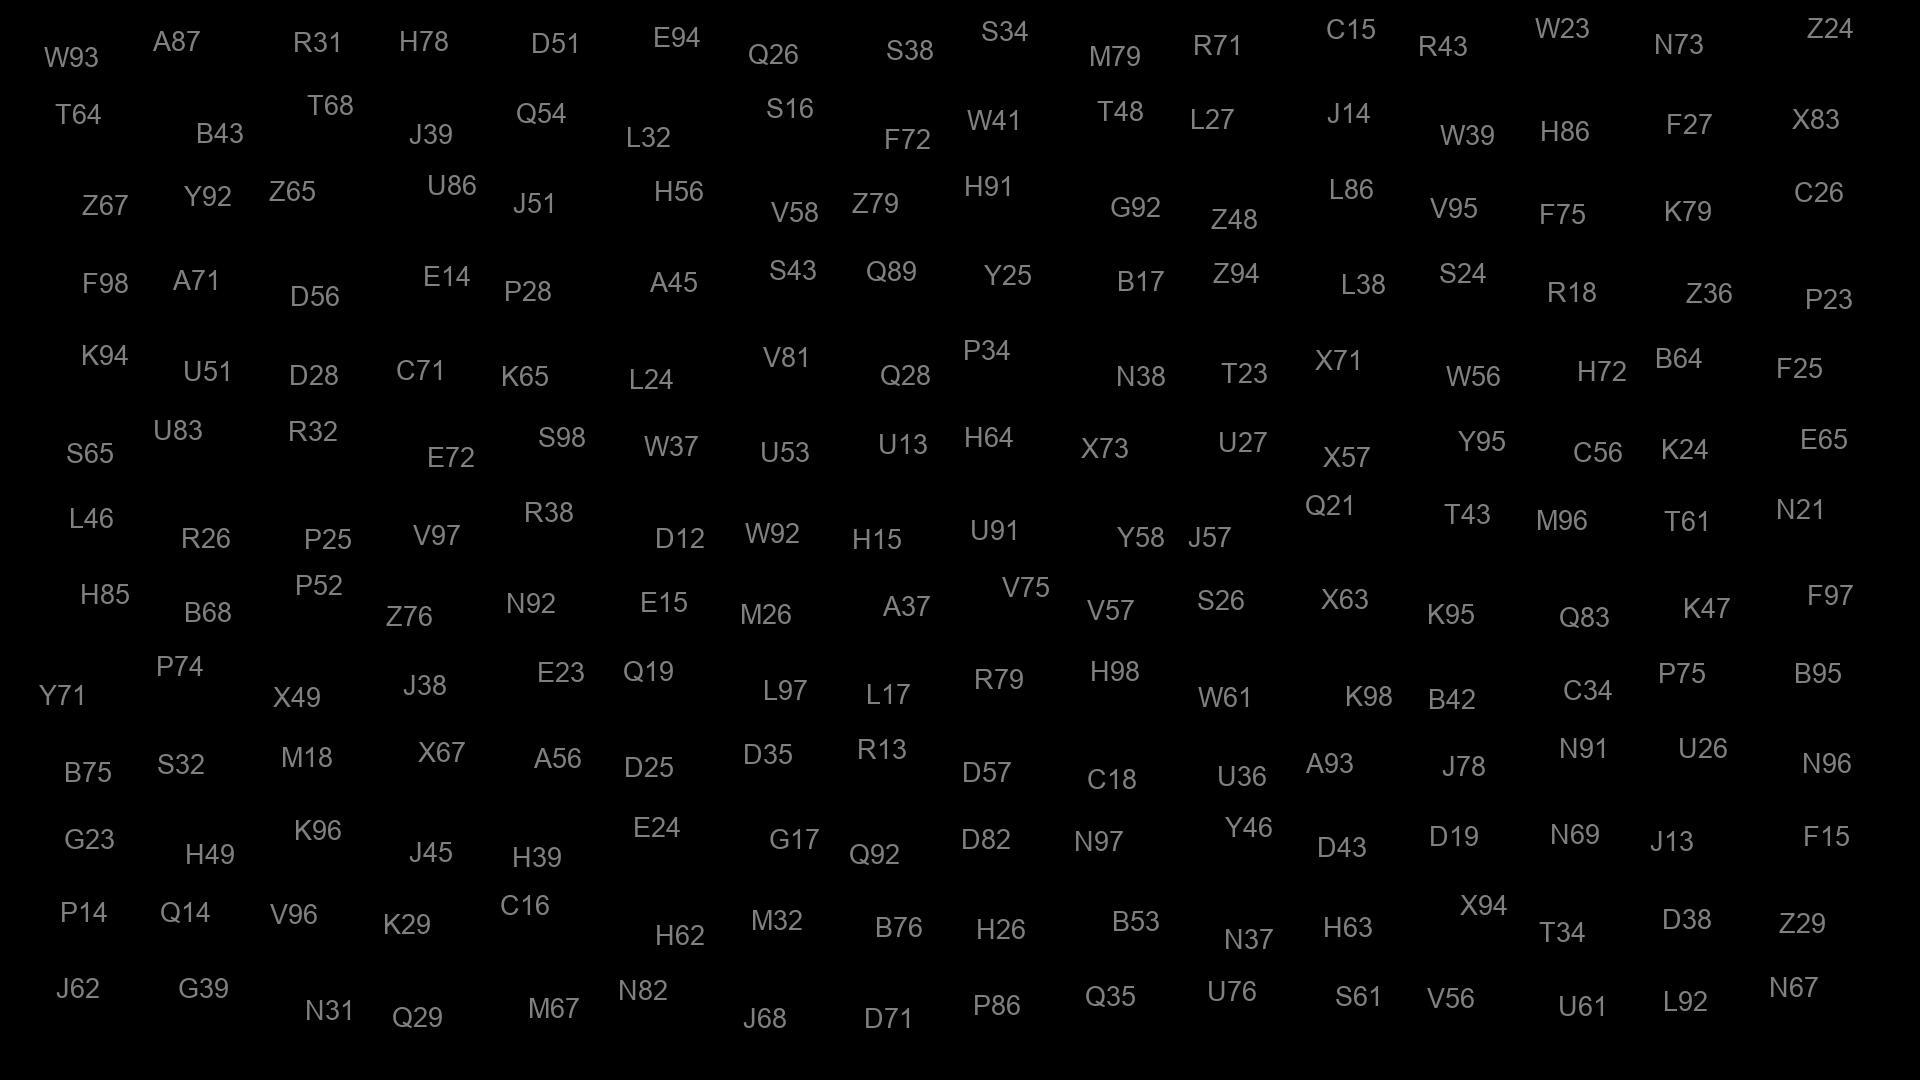 W93 A87 R31 H78 D51 E94 Q26 S38 S34 M79 R71 C15 R43 W23 N73 Z24
T64 B43 T68 J39 Q54 L32 S16 F72 W41 T48 L27 J14 W39 H86 F27 X83
Z67 Y92 Z65 U86 J51 H56 V58 Z79 H91 G92 Z48 L86 V95 F75 K79 C26
F98 A71 D56 E14 P28 A45 S43 Q89 Y25 B17 Z94 L38 S24 R18 Z36 P23
K94 U51 D28 C71 K65 L24 V81 Q28 P34 N38 T23 X71 W56 H72 B64 F25
S65 U83 R32 E72 S98 W37 U53 U13 H64 X73 U27 X57 Y95 C56 K24 E65
L46 R26 P25 V97 R38 D12 W92 H15 U91 Y58 J57 Q21 T43 M96 T61 N21
H85 B68 P52 Z76 N92 E15 M26 A37 V75 V57 S26 X63 K95 Q83 K47 F97
Y71 P74 X49 J38 E23 Q19 L97 L17 R79 H98 W61 K98 B42 C34 P75 B95
B75 S32 M18 X67 A56 D25 D35 R13 D57 C18 U36 A93 J78 N91 U26 N96
G23 H49 K96 J45 H39 E24 G17 Q92 D82 N97 Y46 D43 D19 N69 J13 F15
P14 Q14 V96 K29 C16 H62 M32 B76 H26 B53 N37 H63 X94 T34 D38 Z29
J62 G39 N31 Q29 M67 N82 J68 D71 P86 Q35 U76 S61 V56 U61 L92 N67